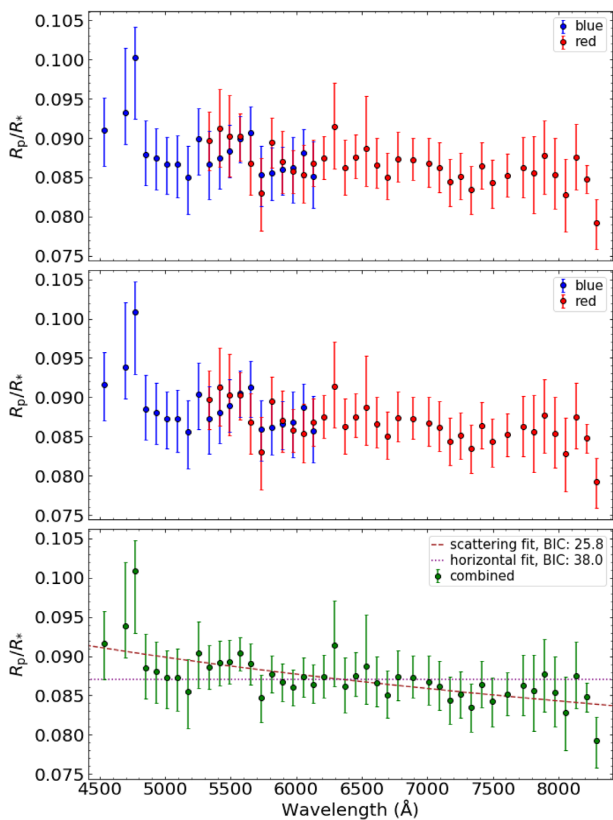 0.105
0.100
0.095
0.090
0.085
0.080
0.075
Rp/R*
blue
red
0.105
0.100
0.095
0.090
0.085
0.080
0.075
Rp/R*
blue
red
0.105
0.100
0.095
0.090
0.085
0.080
0.075
Rp/R*
scattering fit, BIC: 25.8
horizontal fit, BIC: 38.0
combined
4500 5000 5500 6000 6500 7000 7500 8000
Wavelength (Å)